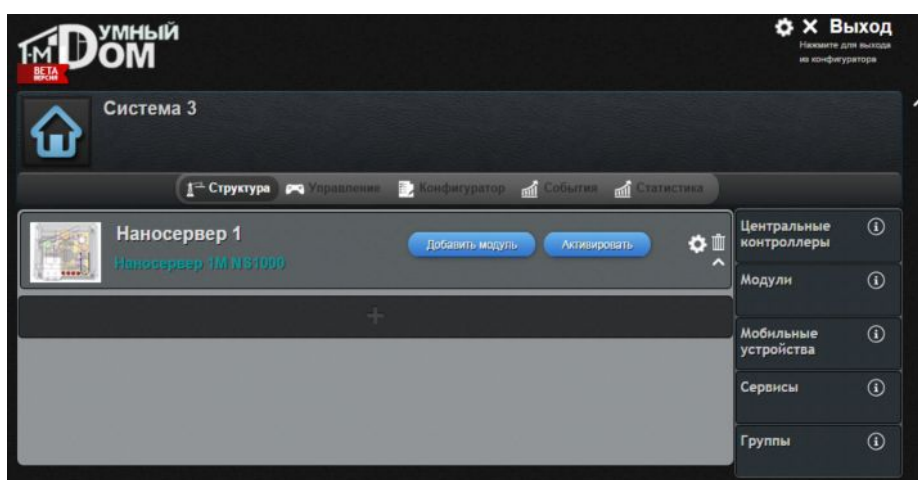 1-М УМНЫЙ
ДОМ
BETA
ВЕРСИЯ
Выход
Нажмите для выхода
из конфигуратора
Система 3
Структура Управление Конфигуратор События Статистика
Наносервер 1
Наносервер 1M NS1000
Добавить модуль Активировать
Центральные
контроллеры
Модули
Мобильные
устройства
Сервисы
Группы